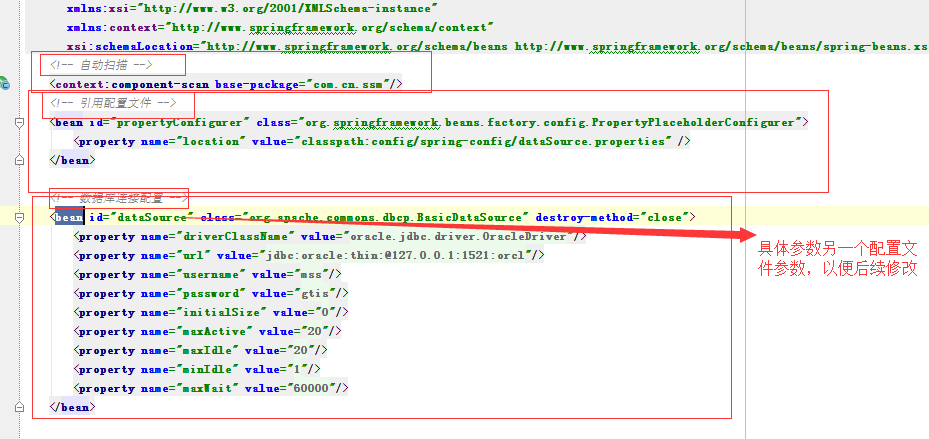 xmlns:xsi="http://www.w3.org/2001/XMLSchema-instance"
xmlns:context="http://www.springframework.org/schema/context"
xsi:schemaLocation="http://www.springframework.org/schema/beans http://www.springframework.org/schema/beans/spring-beans.xs
<!-- 自动扫描 -->
<context:component-scan base-package="com.cn.ssm"/>
<!-- 引用配置文件 -->
<bean id="propertyConfigurer" class="org.springframework.beans.factory.config.PropertyPlaceholderConfigurer">
<property name="location" value="classpath:config/spring-config/dataSource.properties" />
</bean>
<!-- 数据库连接配置 -->
<bean id="dataSource" class="org.apache.commons.dbcp.BasicDataSource" destroy-method="close">
<property name="driverClassName" value="oracle.jdbc.driver.OracleDriver"/>
<property name="url" value="jdbc:oracle:thin:@127.0.0.1:1521:orcl"/>
<property name="username" value="mss"/>
<property name="password" value="gtis"/>
<property name="initialSize" value="0"/>
<property name="maxActive" value="20"/>
<property name="maxIdle" value="20"/>
<property name="minIdle" value="1"/>
<property name="maxWait" value="60000"/>
</bean>
具体参数另一个配置文
件参数，以便后续修改